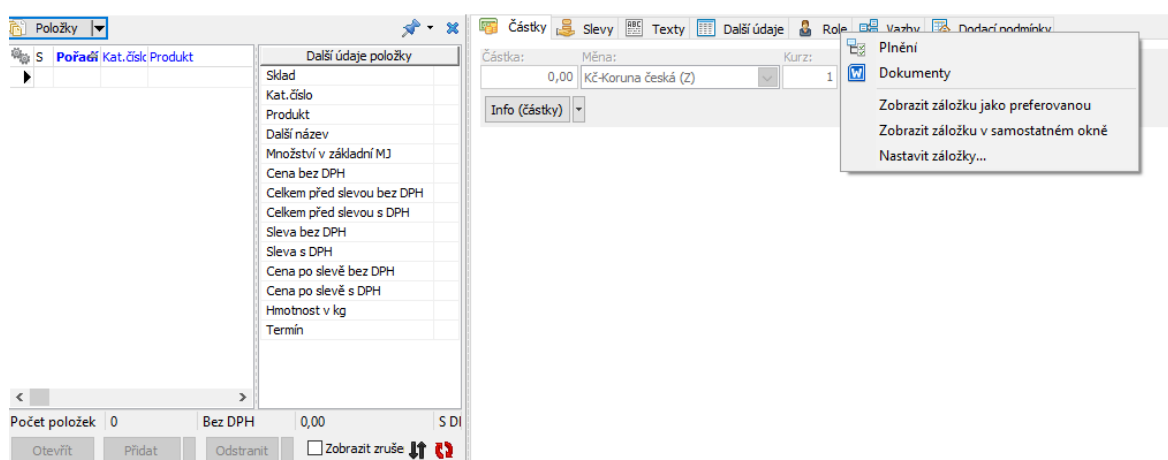 Položky
S Pořadí Kat.číslc Produkt
Další údaje položky
Sklad
Kat.číslo
Produkt
Další název
Množství v základní MJ
Cena bez DPH
Celkem před slevou bez DPH
Celkem před slevou s DPH
Sleva bez DPH
Sleva s DPH
Cena po slevě bez DPH
Cena po slevě s DPH
Hmotnost v kg
Termín
Počet položek 0 Bez DPH 0,00 S DI
Otevřít Přidat Odstranit Zobrazit zruše
Částky Slevy ABC Texty Další údaje Role Vazby Dodací podmínky
Částka: Měna: Kurz:
0,00 Kč-Koruna česká (Z) 1
Info (částky)
Plnění
W Dokumenty
Zobrazit záložku jako preferovanou
Zobrazit záložku v samostatném okně
Nastavit záložky...